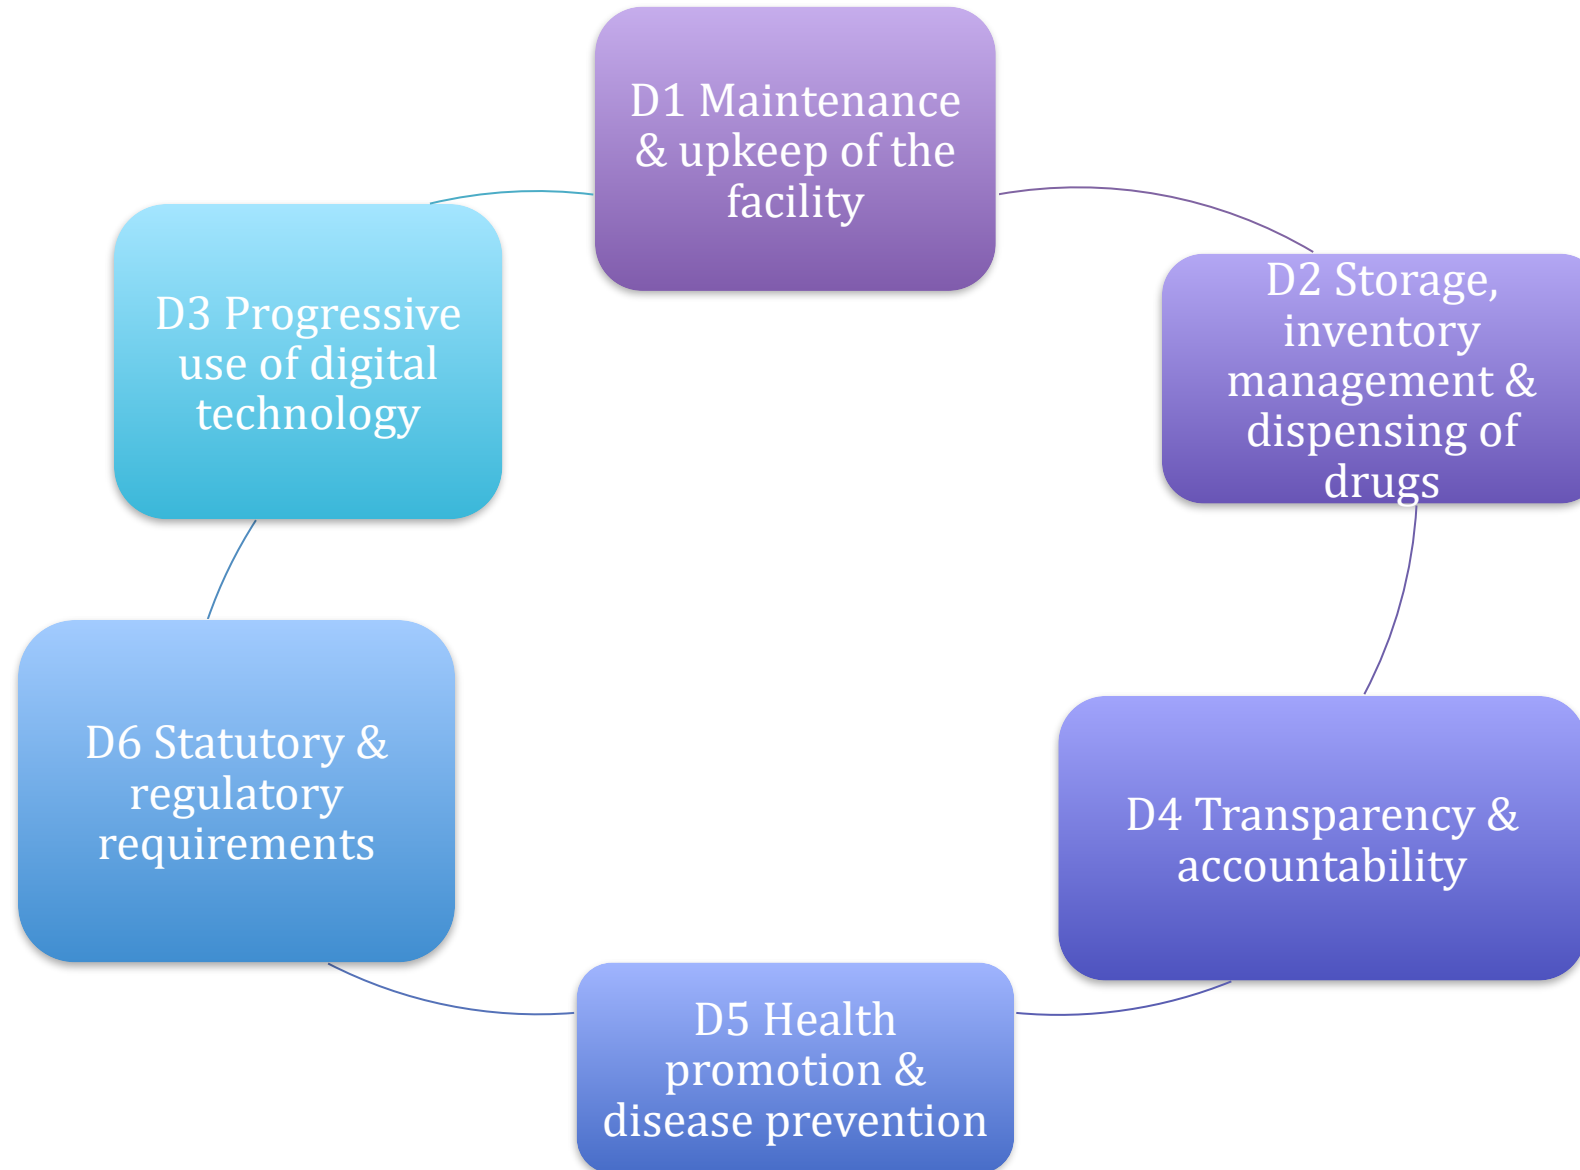 D1 Maintenance
& upkeep of the
facility
D2 Storage,
inventory
management &
dispensing of
drugs
D3 Progressive
use of digital
technology
D4 Transparency &
accountability
D6 Statutory &
regulatory
requirements
D5 Health
promotion &
disease prevention